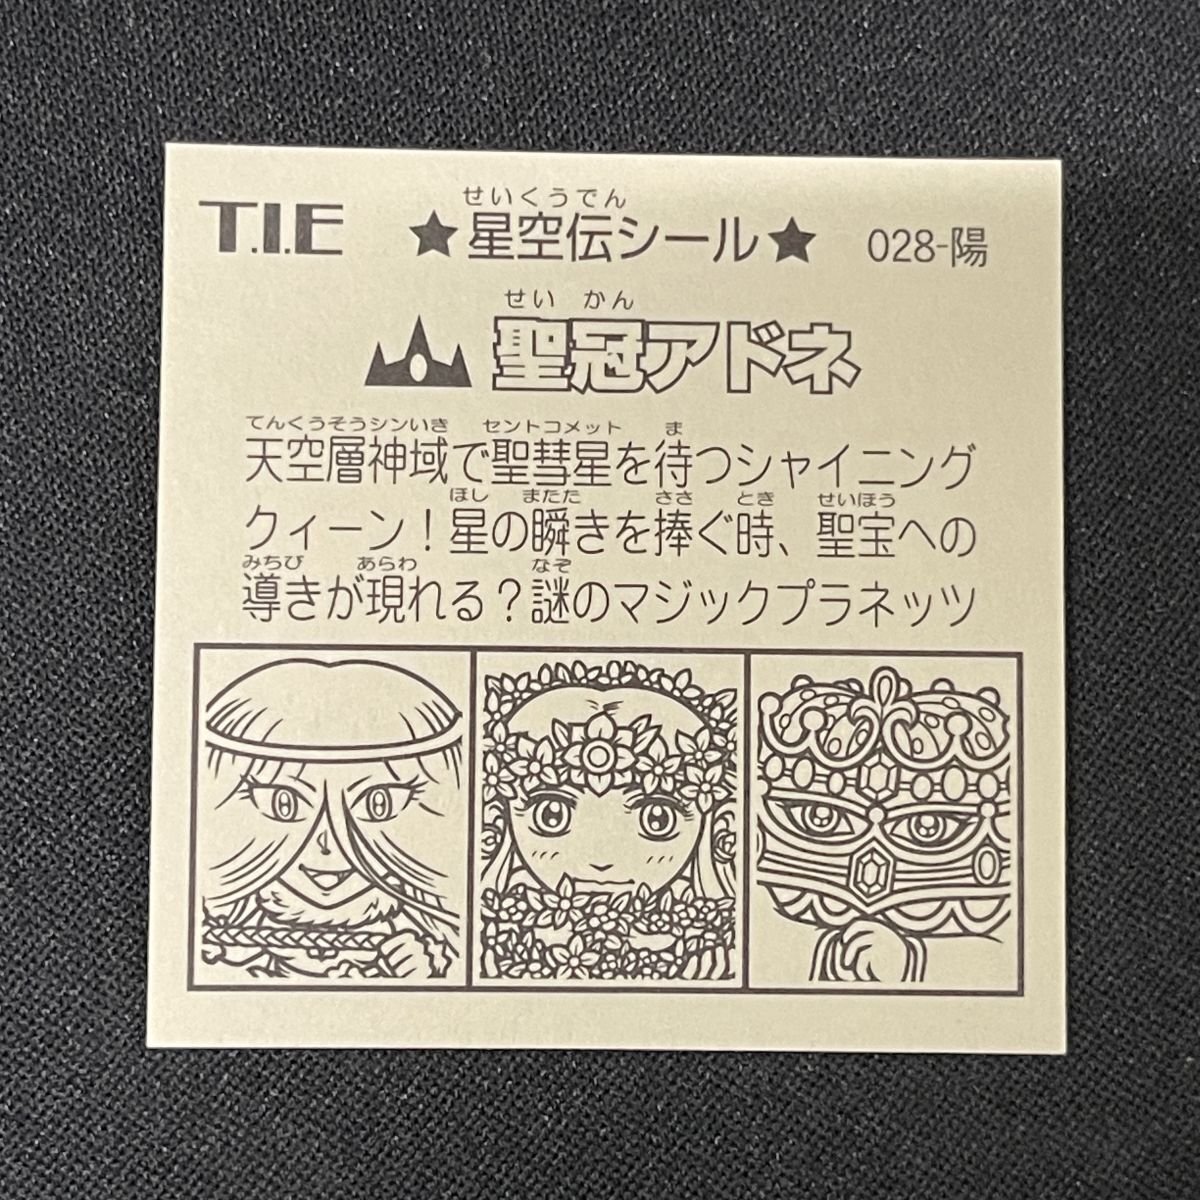 せいくうでん
T.I.E ★星空伝シール★ 028-陽
せい かん
聖冠アドネ
てんくうそうシンいき セントコメット ま
天空層神域で聖彗星を待つシャイニング
ほし またた ささ とき せいほう
クィーン!星の瞬きを捧ぐ時、聖宝への
みちび あらわ なぞ
導きが現れる?謎のマジックプラネッツ